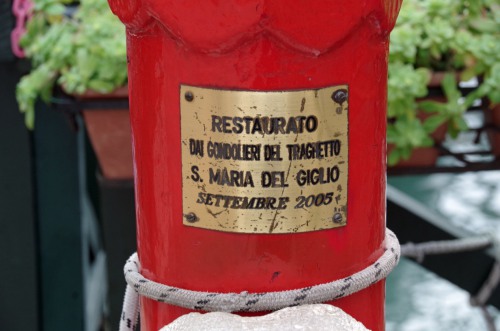 RESTAURATO
DAI GONDOLIERI DEL TRAGHETTO
S. MARIA DEL GIGLIO
SETTEMBRE 2005